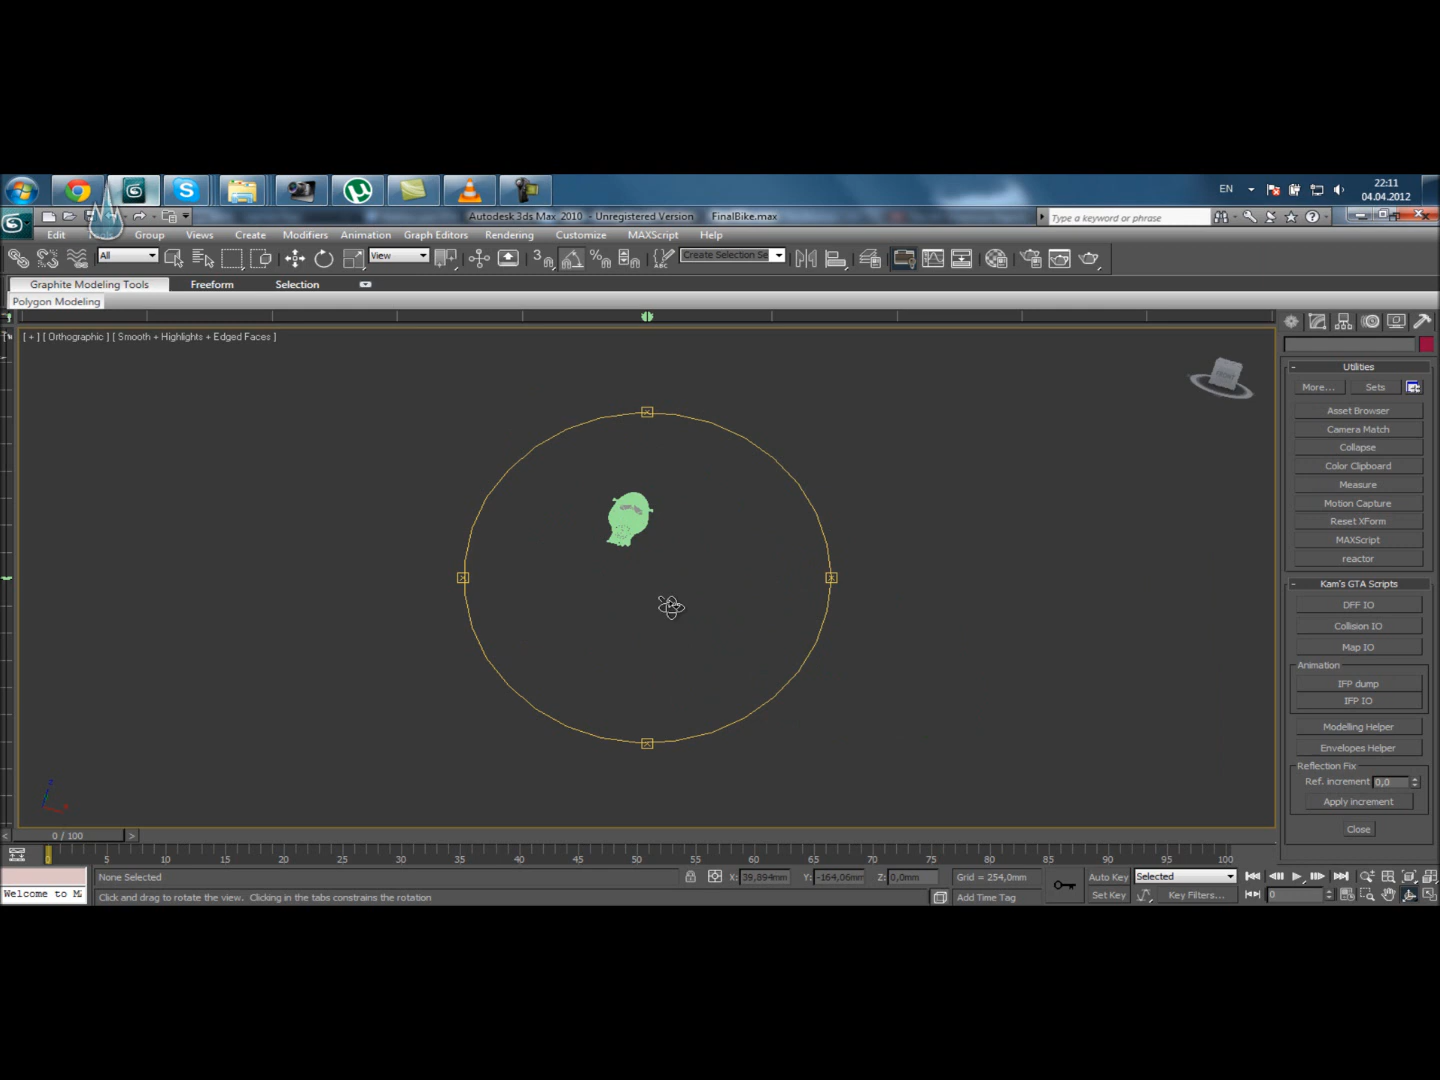 EN
22:11
04.04.2012
Autodesk 3ds Max 2010 - Unregistered Version FinalBike.max
Type a keyword or phrase
Edit
Group
Views
Create
Modifiers
Animation
Graph Editors
Rendering
Customize
MAXScript
Help
All
View
3
Create Selection Se
Graphite Modeling Tools
Freeform
Selection
Polygon Modeling
[ + ] [ Orthographic ] [ Smooth + Highlights + Edged Faces ]
FRONT
- Utilities
More... Sets
Asset Browser
Camera Match
Collapse
Color Clipboard
Measure
Motion Capture
Reset XForm
MAXScript
reactor
- Kam's GTA Scripts
DFF IO
Collision IO
Map IO
Animation
IFP dump
IFP IO
Modelling Helper
Envelopes Helper
Reflection Fix
Ref. increment 0,0
Apply increment
Close
< 0 / 100 >
0 5 10 15 20 25 30 35 40 45 50 55 60 65 70 75 80 85 90 95 100
None Selected
X: 39,894mm Y: -164,06mm Z: 0,0mm Grid = 254,0mm
Auto Key Selected
Welcome to M
Click and drag to rotate the view. Clicking in the tabs constrains the rotation
Add Time Tag
Set Key Key Filters... 0